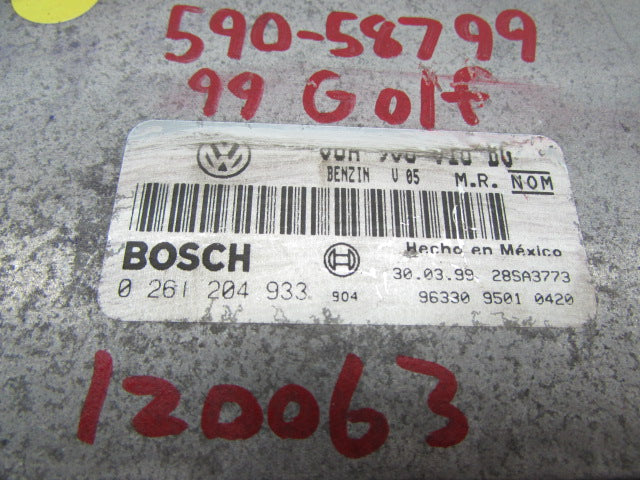 590-58799
99 Golf
BENZIN V 05 M.R. NOM
BOSCH
Hecho en México
30.03.99 28SA3773
0 261 204 933 904
96330 9501 0420
120063